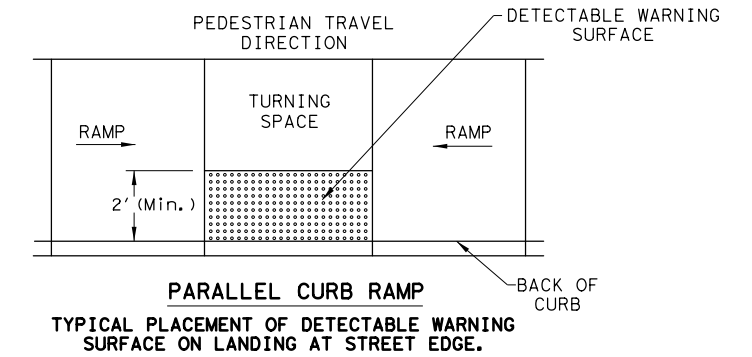 PEDESTRIAN TRAVEL
DIRECTION
DETECTABLE WARNING
SURFACE
TURNING
SPACE
RAMP
RAMP
2' (Min.)
BACK OF
CURB
PARALLEL CURB RAMP
TYPICAL PLACEMENT OF DETECTABLE WARNING
SURFACE ON LANDING AT STREET EDGE.